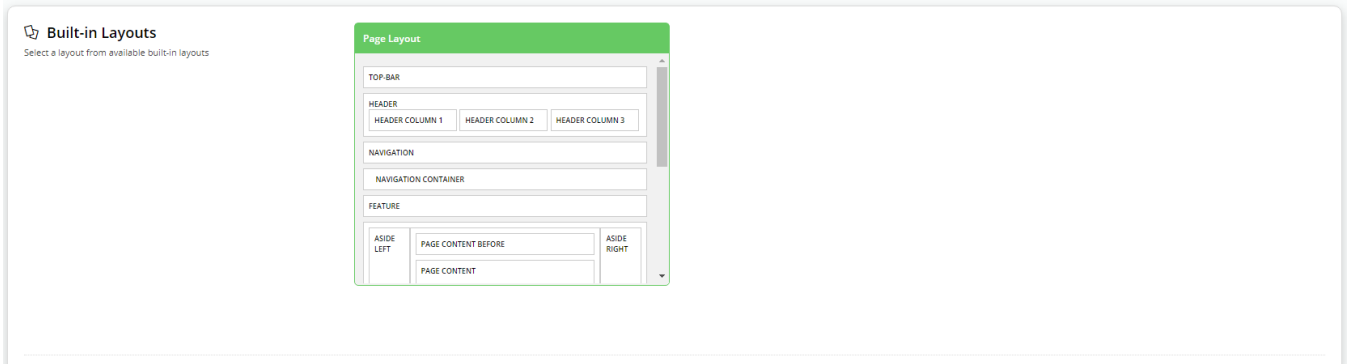 Built-in Layouts
Select a layout from available built-in layouts
Page Layout
TOP-BAR
HEADER
HEADER COLUMN 1
HEADER COLUMN 2
HEADER COLUMN 3
NAVIGATION
NAVIGATION CONTAINER
FEATURE
ASIDE
LEFT
PAGE CONTENT BEFORE
PAGE CONTENT
ASIDE
RIGHT